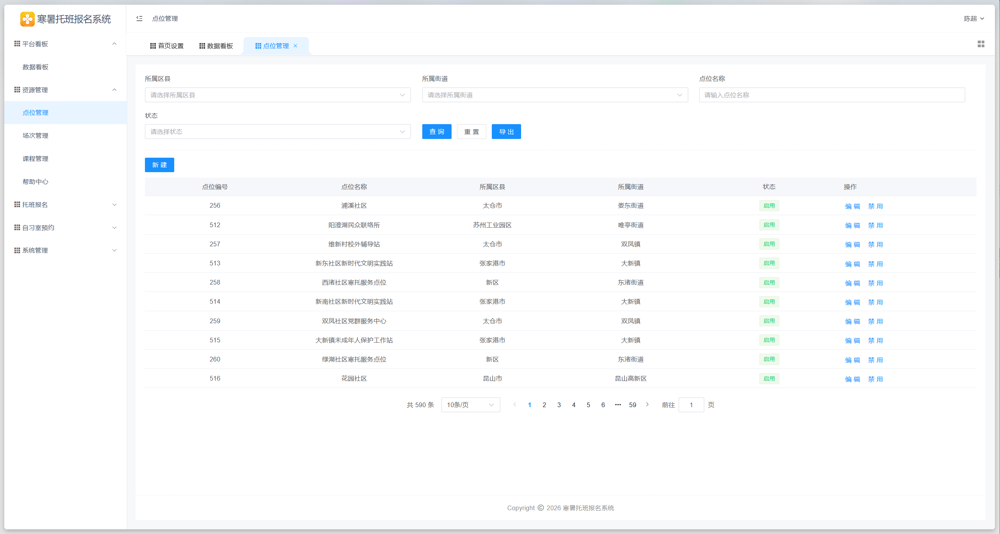 寒暑托班报名系统
平台看板
数据看板
资源管理
点位管理
场次管理
课程管理
帮助中心
托班报名
自习室预约
系统管理
点位管理
陈超
首页设置 数据看板 点位管理
所属区县 所属街道 点位名称
请选择所属区县 请选择所属街道 请输入点位名称
状态
请选择状态 查询 重置 导出
新建
点位编号 点位名称 所属区县 所属街道 状态 操作
256 浦溪社区 太仓市 娄东街道 启用 编辑 禁用
512 阳澄湖民众联络所 苏州工业园区 唯亭街道 启用 编辑 禁用
257 维新村校外辅导站 太仓市 双凤镇 启用 编辑 禁用
513 新东社区新时代文明实践站 张家港市 大新镇 启用 编辑 禁用
258 西渚社区寒托服务点位 新区 东渚街道 启用 编辑 禁用
514 新南社区新时代文明实践站 张家港市 大新镇 启用 编辑 禁用
259 双凤社区党群服务中心 太仓市 双凤镇 启用 编辑 禁用
515 大新镇未成年人保护工作站 张家港市 大新镇 启用 编辑 禁用
260 绿湖社区寒托服务点位 新区 东渚街道 启用 编辑 禁用
516 花园社区 昆山市 昆山高新区 启用 编辑 禁用
共 590 条 10条/页 1 2 3 4 5 6 ••• 59 前往 1 页
Copyright © 2026 寒暑托班报名系统